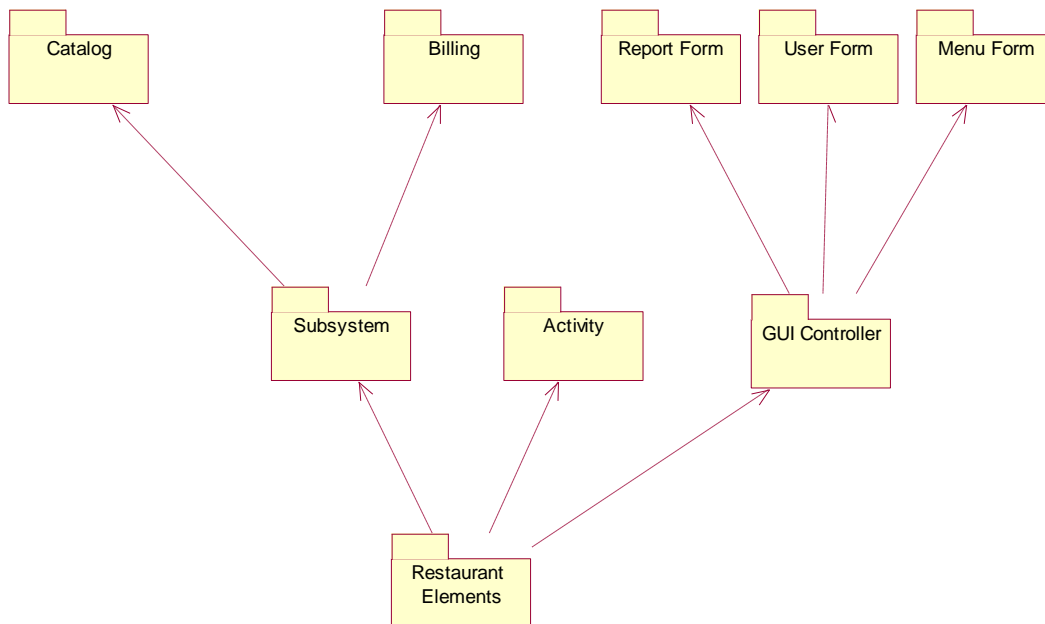 Catalog
Billing
Report Form
User Form
Menu Form
Subsystem
Activity
GUI Controller
Restaurant
Elements